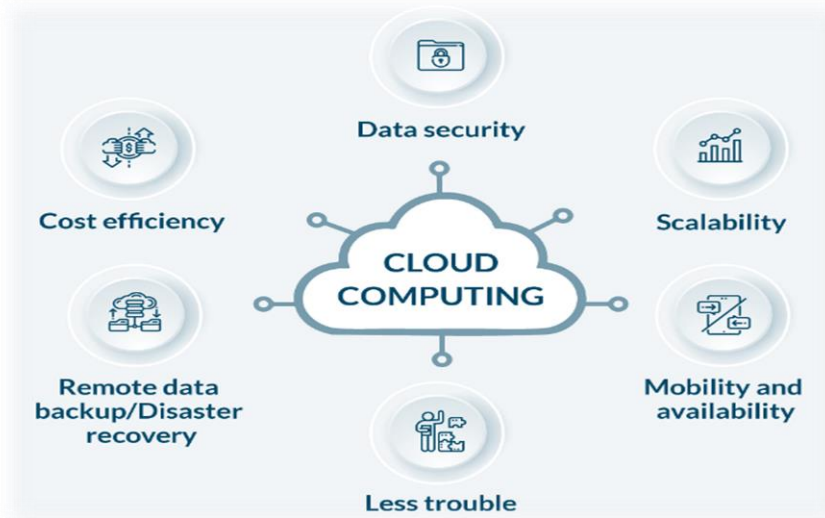 Data security
Cost efficiency
Scalability
CLOUD
COMPUTING
Remote data
backup/Disaster
recovery
Mobility and
availability
Less trouble